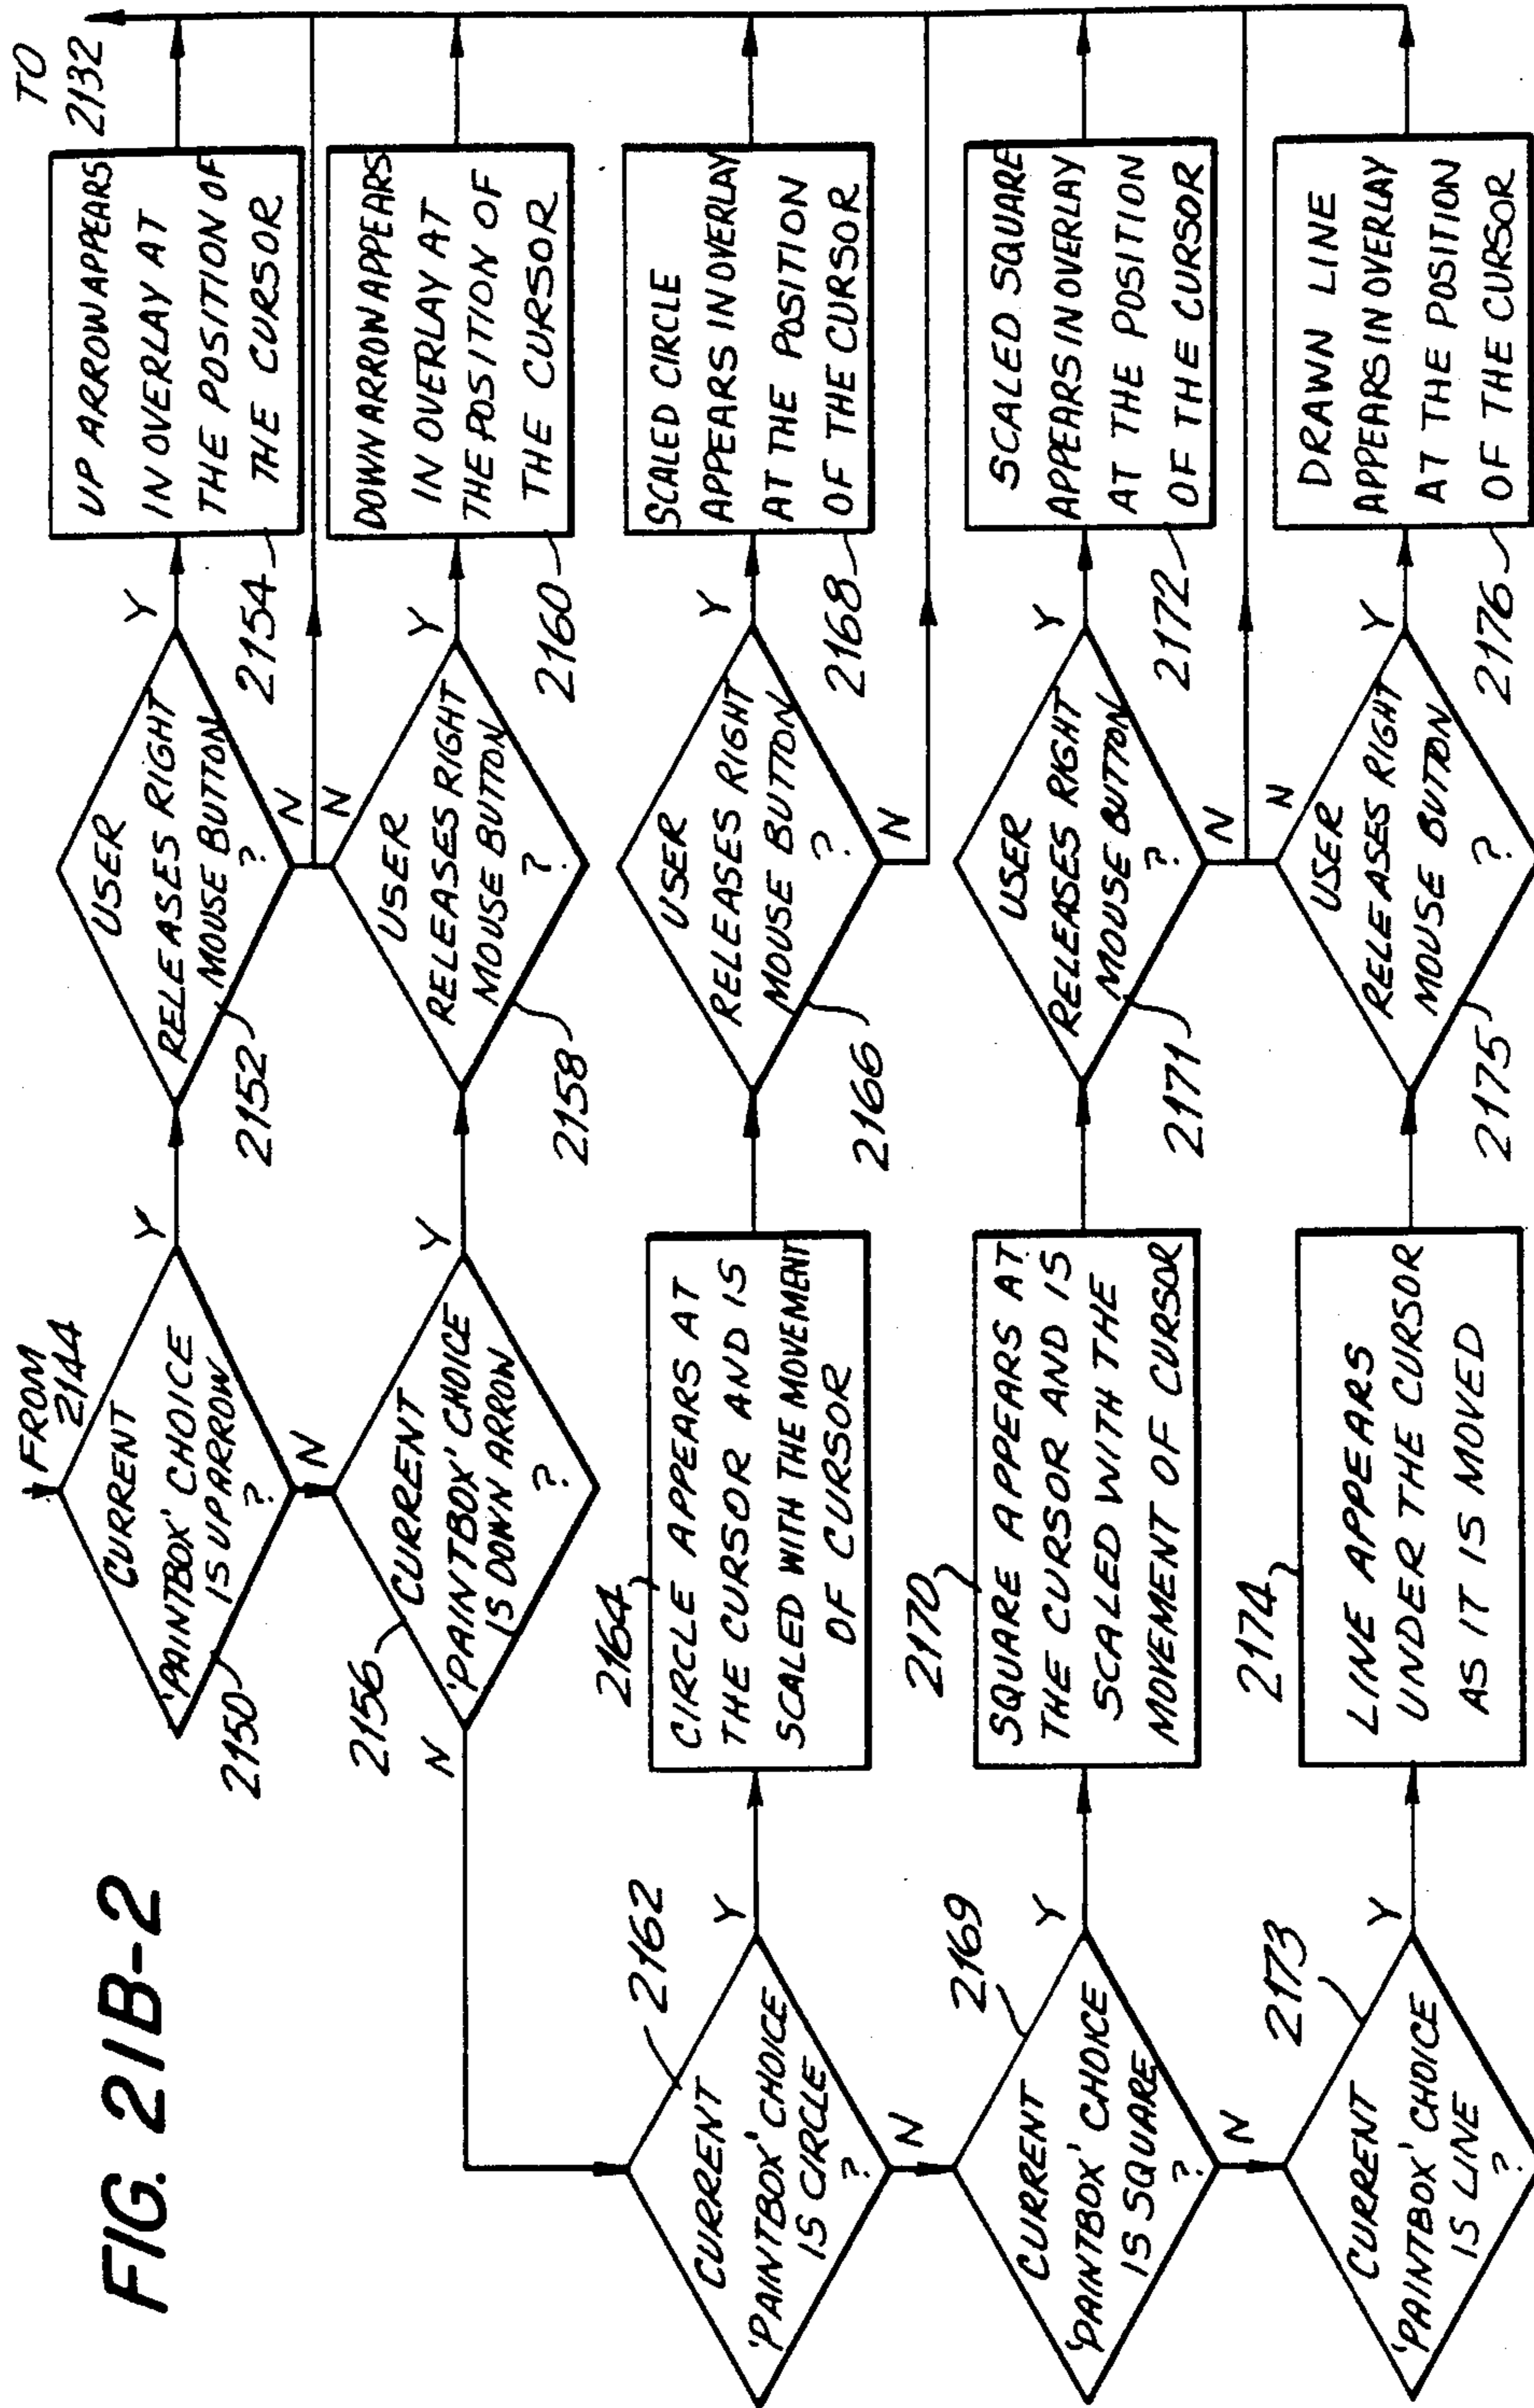 FIG. 21B-2
FROM
2144
TO
2132
CURRENT
'PAINTBOX' CHOICE
IS UP ARROW
?
2150
Y
N
USER
RELEASES RIGHT
MOUSE BUTTON
?
2152
Y
N
UP ARROW APPEARS
IN OVERLAY AT
THE POSITION OF
THE CURSOR
2154
CURRENT
'PAINTBOX' CHOICE
IS DOWN ARROW
?
2156
Y
N
USER
RELEASES RIGHT
MOUSE BUTTON
?
2158
Y
N
DOWN ARROW APPEARS
IN OVERLAY AT
THE POSITION OF
THE CURSOR
2160
CURRENT
'PAINTBOX' CHOICE
IS CIRCLE
?
2162
Y
N
2164
CIRCLE APPEARS AT
THE CURSOR AND IS
SCALED WITH THE MOVEMENT
OF CURSOR
USER
RELEASES RIGHT
MOUSE BUTTON
?
2166
Y
N
SCALED CIRCLE
APPEARS IN OVERLAY
AT THE POSITION
OF THE CURSOR
2168
CURRENT
'PAINTBOX' CHOICE
IS SQUARE
?
2169
Y
N
2170
SQUARE APPEARS AT
THE CURSOR AND IS
SCALED WITH THE
MOVEMENT OF CURSOR
USER
RELEASES RIGHT
MOUSE BUTTON
?
2171
Y
N
SCALED SQUARE
APPEARS IN OVERLAY
AT THE POSITION
OF THE CURSOR
2172
CURRENT
'PAINTBOX' CHOICE
IS LINE
?
2173
Y
2174
LINE APPEARS
UNDER THE CURSOR
AS IT IS MOVED
USER
RELEASES RIGHT
MOUSE BUTTON
?
2175
Y
N
DRAWN LINE
APPEARS IN OVERLAY
AT THE POSITION
OF THE CURSOR
2176